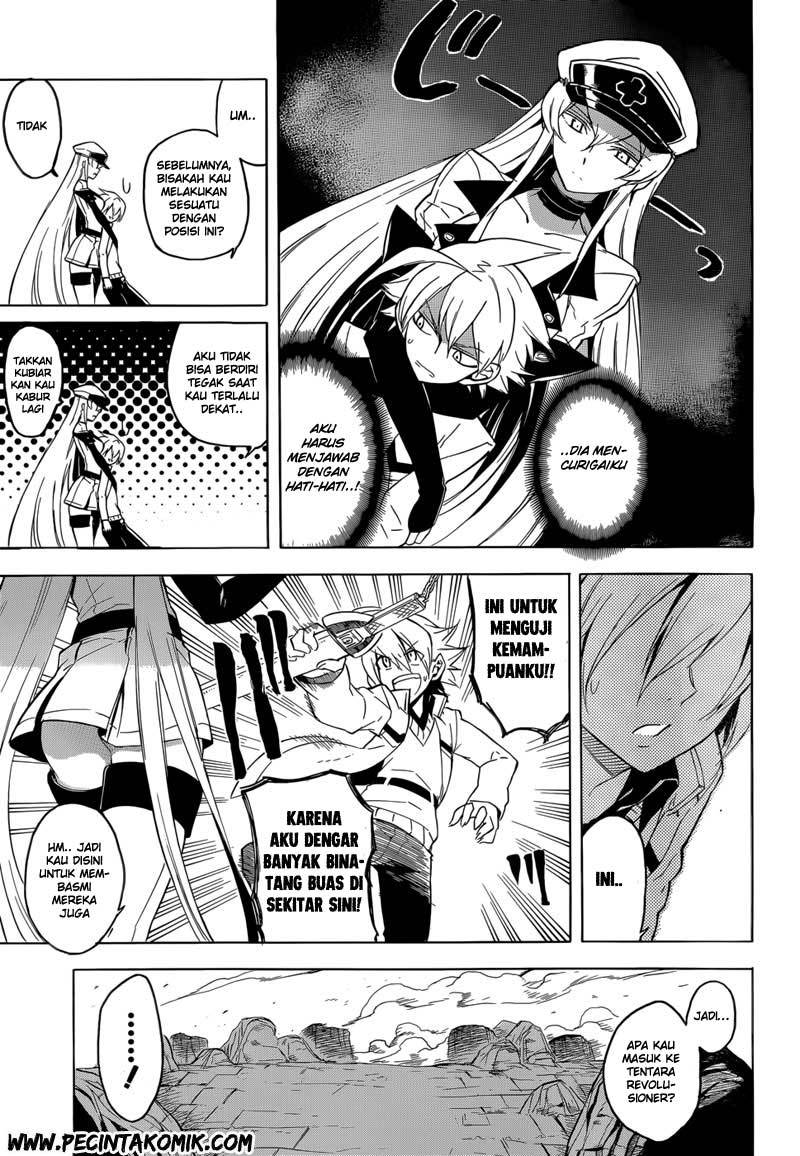 ..DIA MEN-
CURIGAIKU
AKU
HARUS
MENJAWAB
DENGAN
HATI-HATI..!
UM..
SEBELUMNYA,
BISAKAH KAU
MELAKUKAN
SESUATU
DENGAN
POSISI INI?
TIDAK
AKU TIDAK
BISA BERDIRI
TEGAK SAAT
KAU TERLALU
DEKAT..
TAKKAN
KUBIAR
KAN KAU
KABUR
LAGI
INI..
INI UNTUK
MENGUJI
KEMAM-
PUANKU!!
KARENA
AKU DENGAR
BANYAK BINA-
TANG BUAS DI
SEKITAR SINI!
HM.. JADI
KAU DISINI
UNTUK MEM-
BASMI
MEREKA
JUGA
JADI...
APA KAU
MASUK KE
TENTARA
REVOLU-
SIONER?
......!
WWW.PECINTAKOMIK.COM